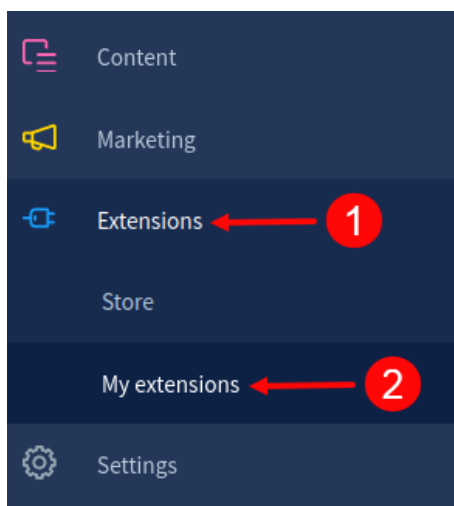 Content
Marketing
Extensions 1
Store
My extensions 2
Settings